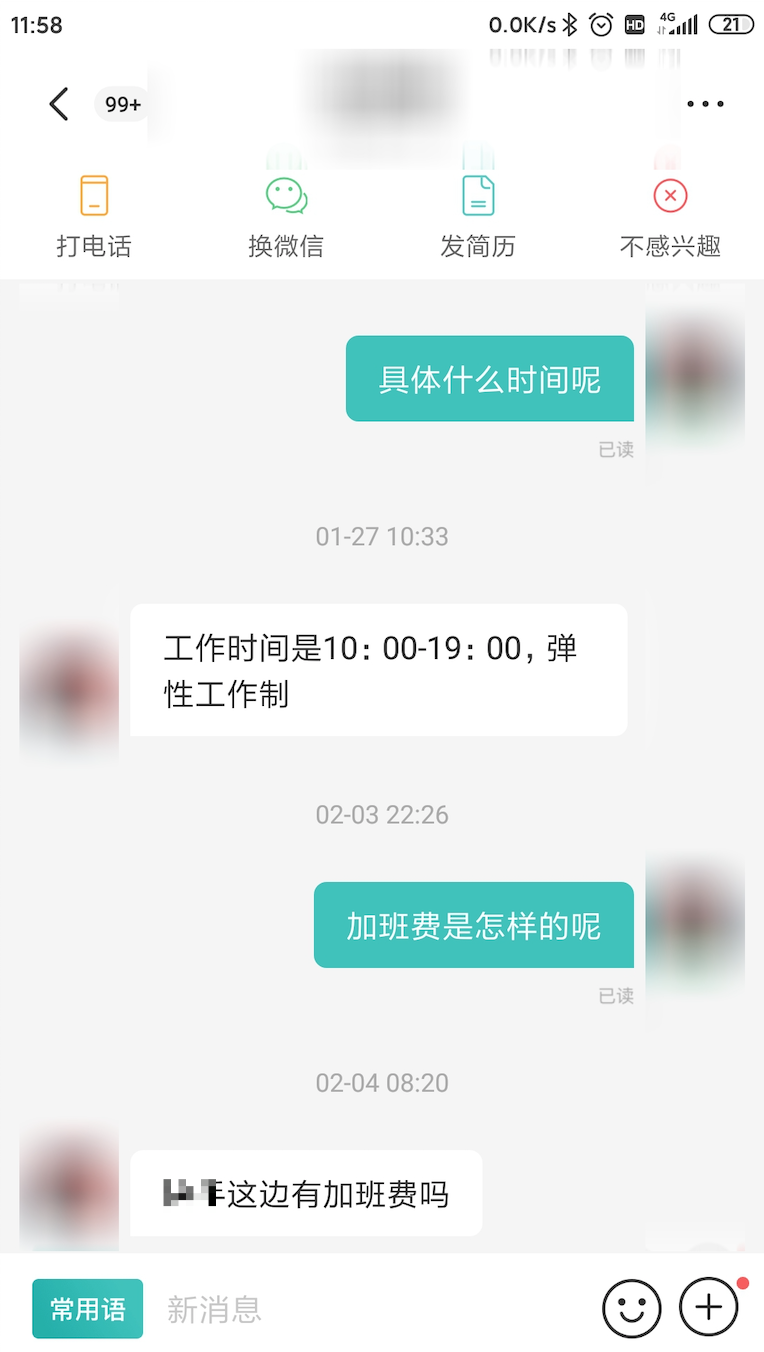 11:58
0.0K/s HD 4G 21
99+
打电话 换微信 发简历 不感兴趣
具体什么时间呢
已读
01-27 10:33
工作时间是10：00-19：00，弹
性工作制
02-03 22:26
加班费是怎样的呢
已读
02-04 08:20
这边有加班费吗
常用语 新消息